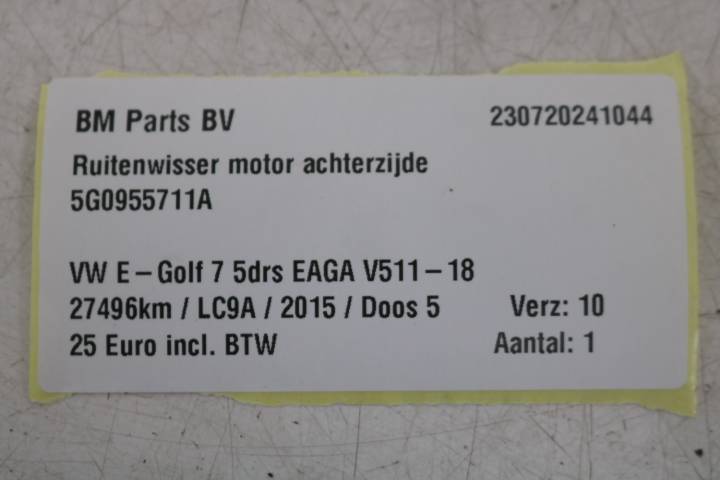 BM Parts BV 230720241044
Ruitenwisser motor achterzijde
5G0955711A
VW E-Golf 7 5drs EAGA V511-18
27496km / LC9A / 2015 / Doos 5 Verz: 10
25 Euro incl. BTW Aantal: 1